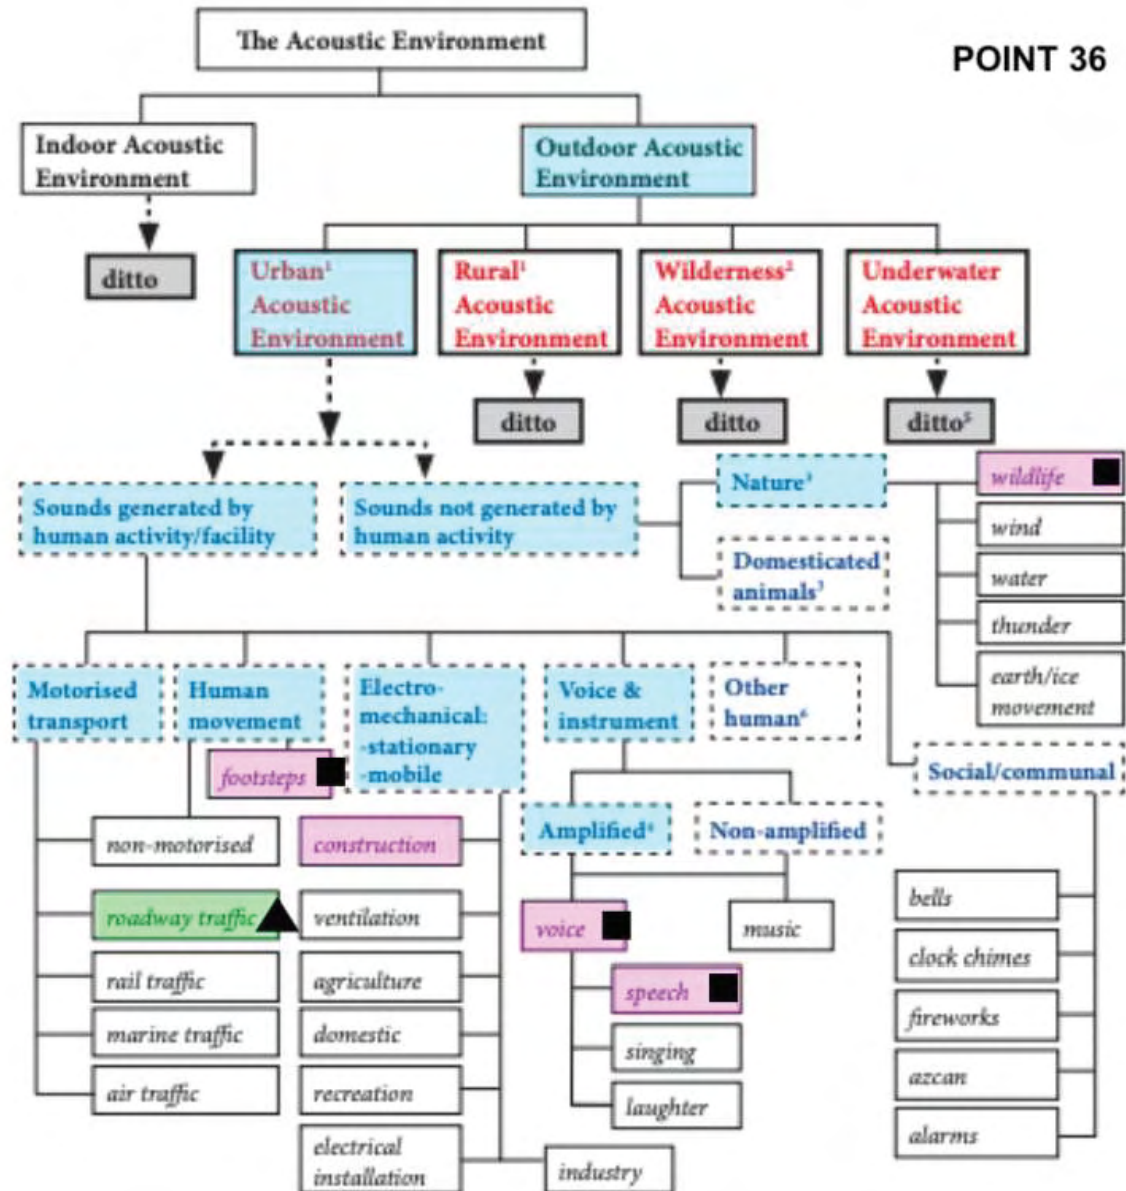 The Acoustic Environment
POINT 36
Indoor Acoustic
Environment
Outdoor Acoustic
Environment
ditto
Urban¹
Acoustic
Environment
Rural¹
Acoustic
Environment
Wilderness²
Acoustic
Environment
Underwater
Acoustic
Environment
ditto
ditto
ditto⁵
Sounds generated by
human activity/facility
Sounds not generated by
human activity
Nature³
Domesticated
animals³
wildlife
wind
water
thunder
earth/ice
movement
Motorised
transport
Human
movement
Electro-
mechanical:
-stationary
-mobile
Voice &
instrument
Other
human⁶
Social/communal
footsteps
non-motorised
roadway traffic
rail traffic
marine traffic
air traffic
construction
ventilation
agriculture
domestic
recreation
electrical
installation
industry
Amplified⁴
Non-amplified
voice
music
speech
singing
laughter
bells
clock chimes
fireworks
azcan
alarms